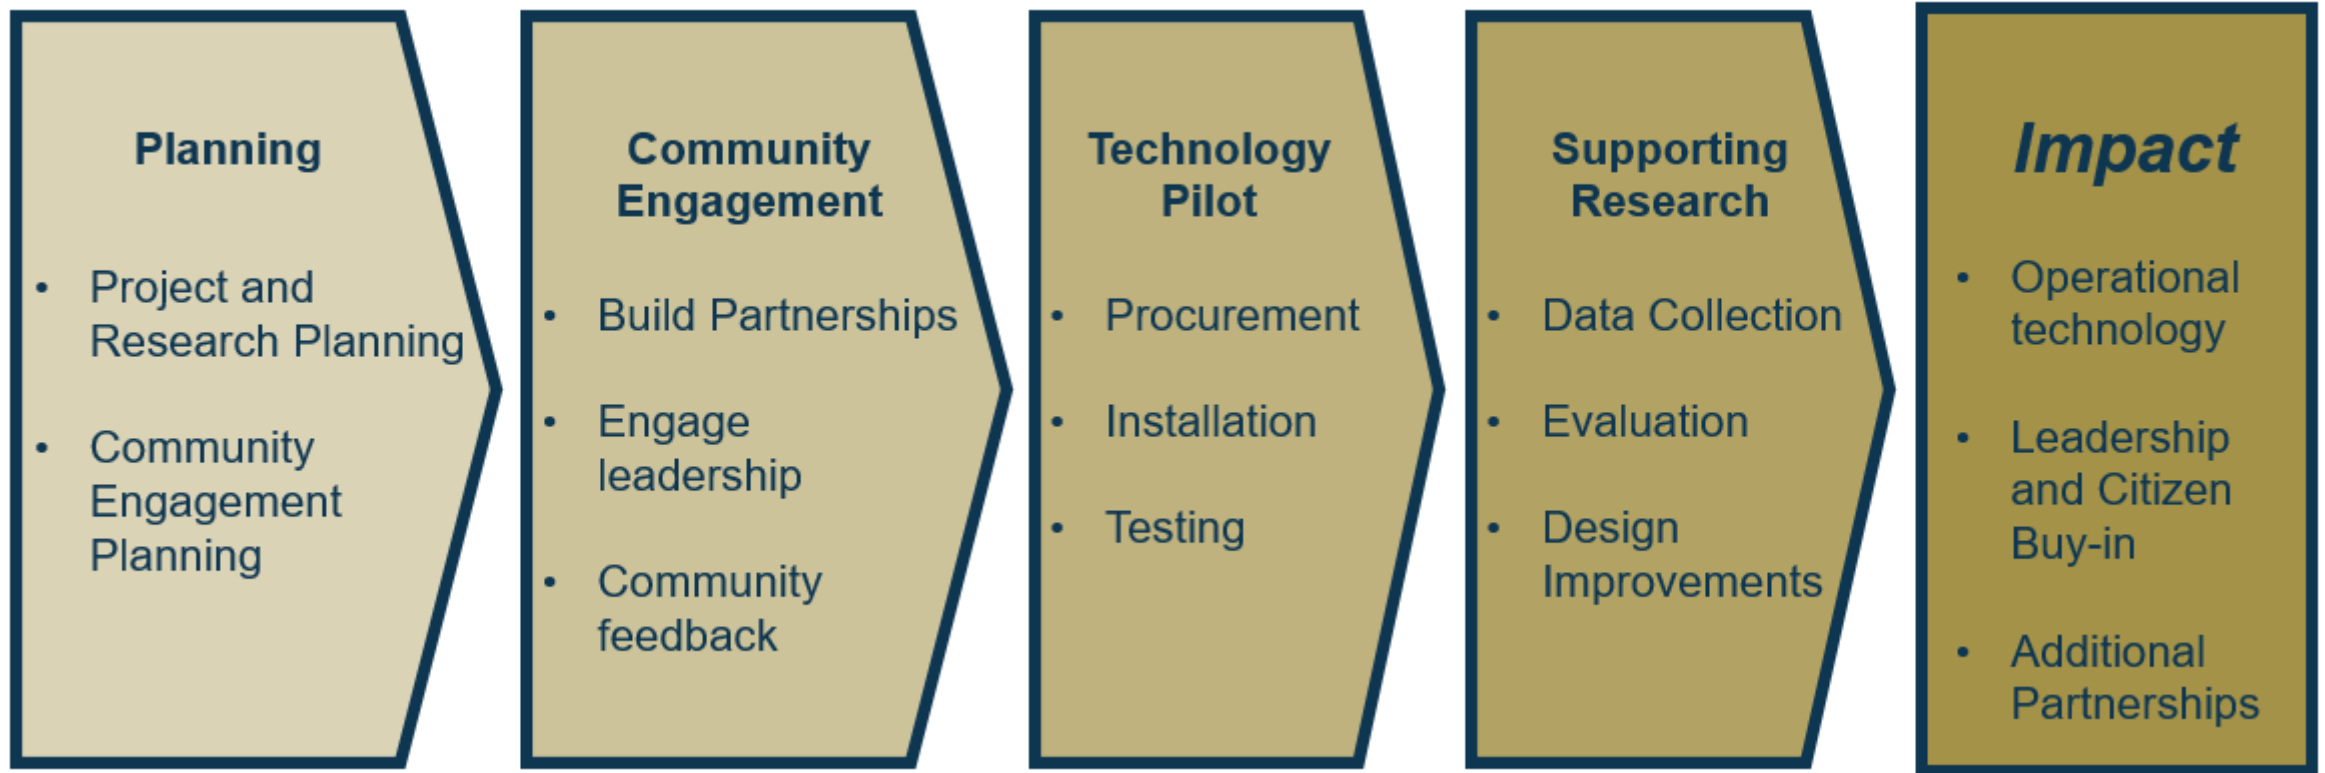 Planning
• Project and
Research Planning
• Community
Engagement
Planning
Community
Engagement
• Build Partnerships
• Engage
leadership
• Community
feedback
Technology
Pilot
• Procurement
• Installation
• Testing
Supporting
Research
• Data Collection
• Evaluation
• Design
Improvements
Impact
• Operational
technology
• Leadership
and Citizen
Buy-in
• Additional
Partnerships